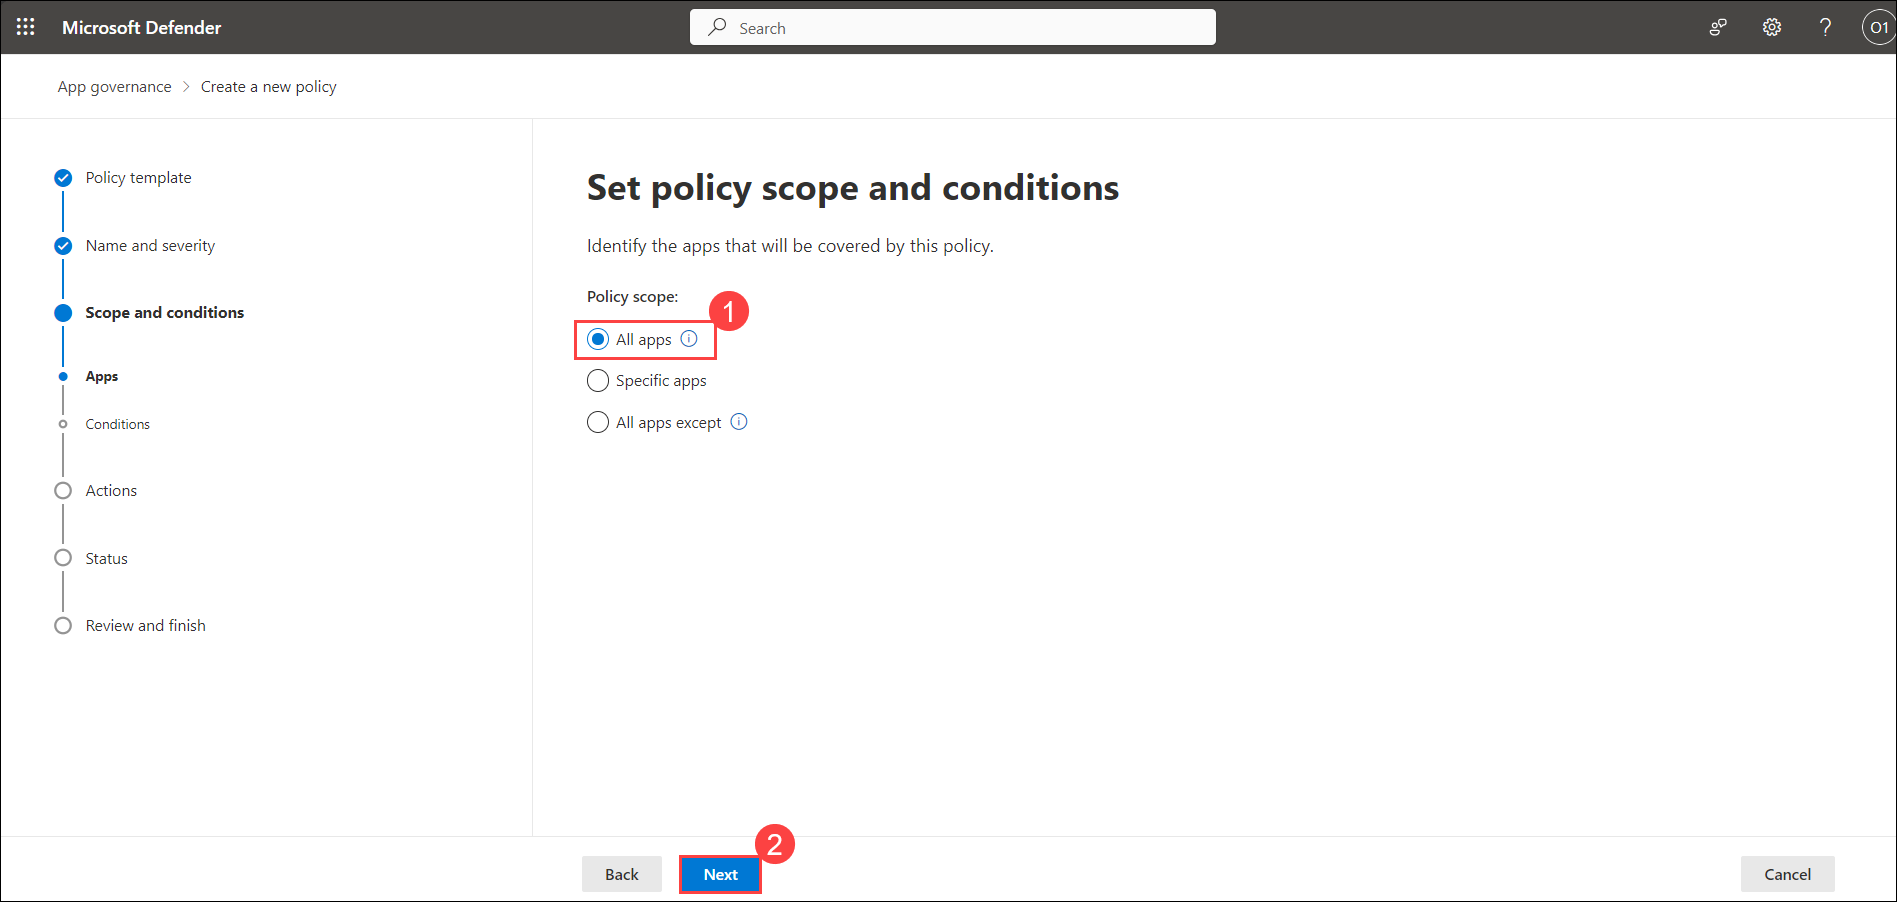 Microsoft Defender
Search
?
O1
App governance > Create a new policy
Policy template
Name and severity
Scope and conditions
Apps
Conditions
Actions
Status
Review and finish
Set policy scope and conditions
Identify the apps that will be covered by this policy.
Policy scope:
1
All apps
Specific apps
All apps except
2
Back
Next
Cancel